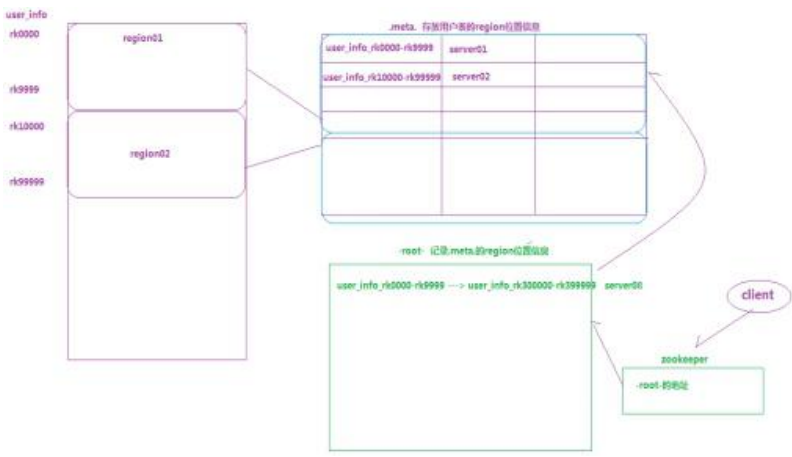 user_info
rk0000
region01
rk9999
rk10000
region02
rk99999
.meta. 存放用户表的region位置信息
user_info_rk0000-rk9999 server01
user_info_rk10000-rk99999 server02
-root- 记录.meta.的region位置信息
user_info_rk0000-rk9999 ---> user_info_rk300000-rk399999 server06
client
zookeeper
-root-的地址